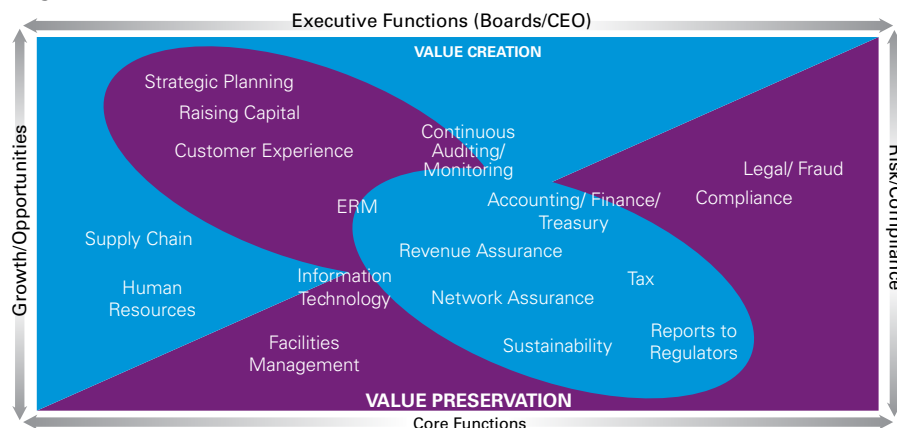 Executive Functions (Boards/CEO)
VALUE CREATION
Strategic Planning
Raising Capital
Customer Experience
Continuous
Auditing/
Monitoring
Legal/ Fraud
Compliance
ERM
Accounting/ Finance/
Treasury
Supply Chain
Revenue Assurance
Human
Resources
Information
Technology
Tax
Network Assurance
Facilities
Management
Sustainability
Reports to
Regulators
VALUE PRESERVATION
Core Functions
Growth/Opportunities
Risk/Compliance